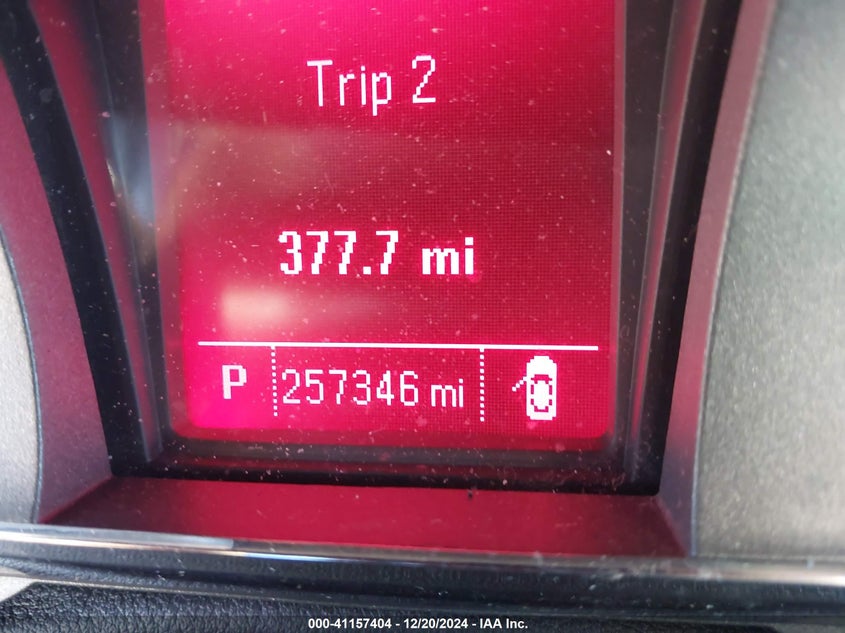 Trip 2
377.7 mi
P 257346 mi
000-41157404 - 12/20/2024 - IAA Inc.